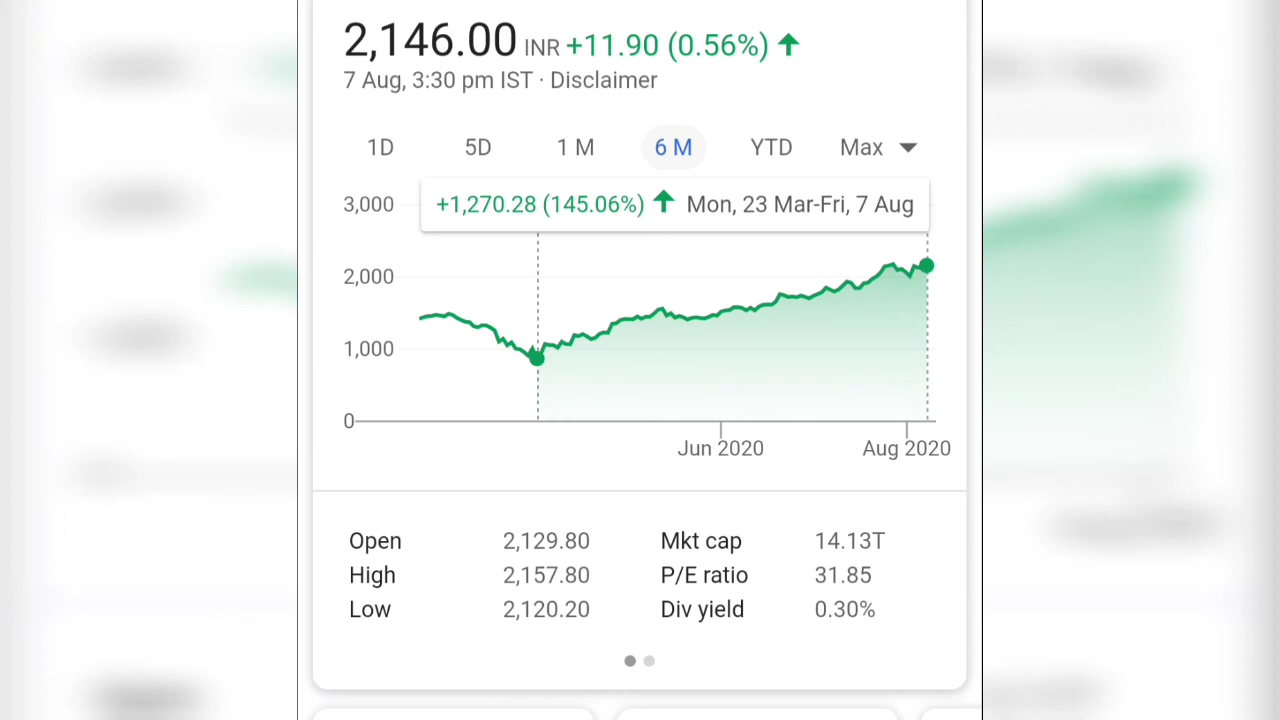 2,146.00 INR +11.90 (0.56%) ↑
7 Aug, 3:30 pm IST · Disclaimer
1D 5D 1 M 6 M YTD Max
3,000
+1,270.28 (145.06%) ↑ Mon, 23 Mar-Fri, 7 Aug
2,000
1,000
0
Jun 2020 Aug 2020
Open 2,129.80 Mkt cap 14.13T
High 2,157.80 P/E ratio 31.85
Low 2,120.20 Div yield 0.30%